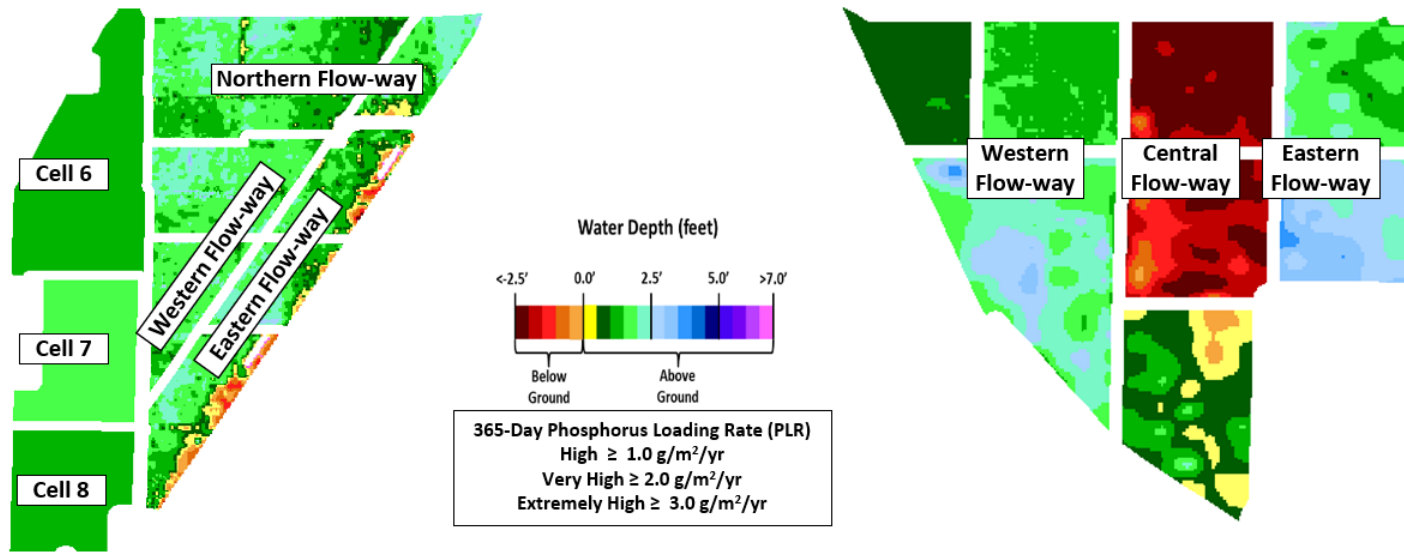 Northern Flow-way
Cell 6
Western Flow-way
Eastern Flow-way
Cell 7
Cell 8
Western
Flow-way
Central
Flow-way
Eastern
Flow-way
Water Depth (feet)
<-2.5' 0.0' 2.5' 5.0' >7.0'
Below
Ground
Above
Ground
365-Day Phosphorus Loading Rate (PLR)
High ≥ 1.0 g/m²/yr
Very High ≥ 2.0 g/m²/yr
Extremely High ≥ 3.0 g/m²/yr